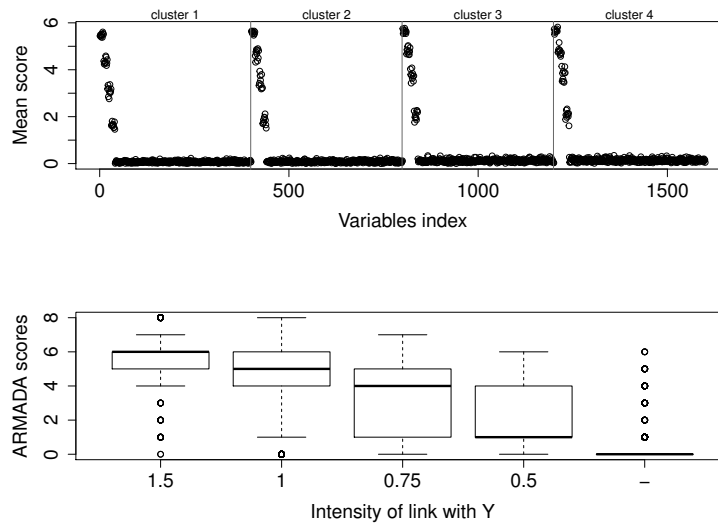 cluster 1 cluster 2 cluster 3 cluster 4
Mean score
6
4
2
0
0 500 1000 1500
Variables index
ARMADA scores
8
6
4
2
0
1.5 1 0.75 0.5 –
Intensity of link with Y